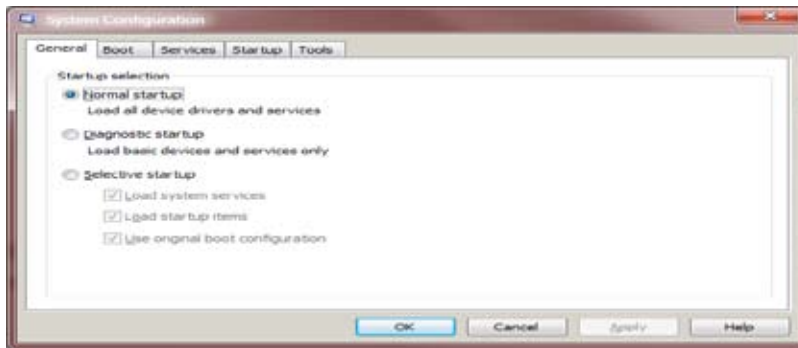 System Configuration
General Boot Services Startup Tools
Startup selection
Normal startup
Load all device drivers and services
Diagnostic startup
Load basic devices and services only
Selective startup
Load system services
Load startup items
Use original boot configuration
OK Cancel Apply Help